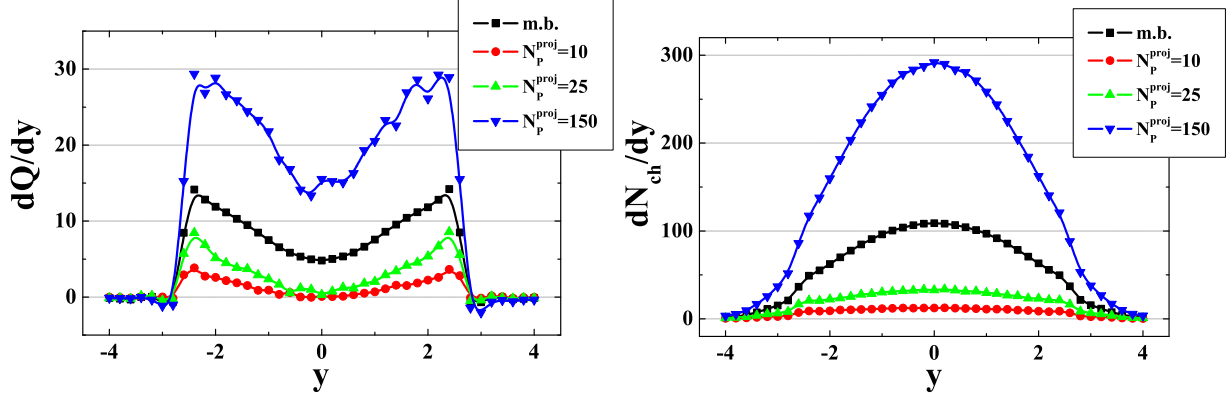 m.b.
N_P^proj=10
N_P^proj=25
N_P^proj=150
dQ/dy
30
20
10
0
-4 -2 0 2 4
y
m.b.
N_P^proj=10
N_P^proj=25
N_P^proj=150
dN_ch/dy
300
200
100
0
-4 -2 0 2 4
y